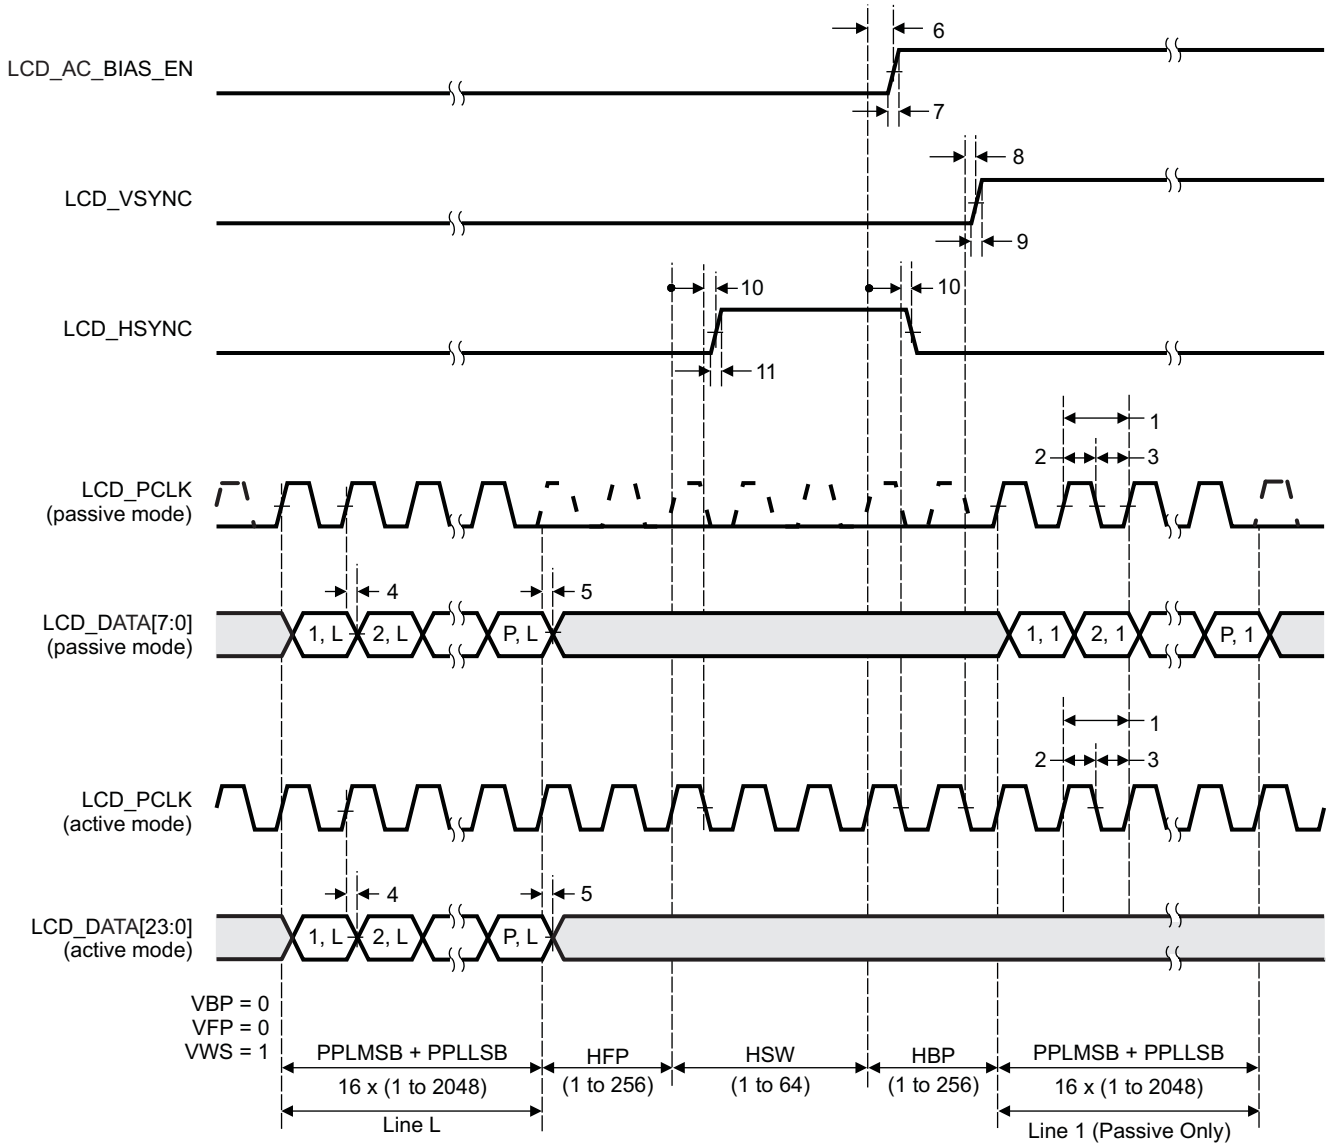 6
LCD_AC_BIAS_EN
7
8
LCD_VSYNC
9
10
10
LCD_HSYNC
11
1
2
3
LCD_PCLK
(passive mode)
4
5
LCD_DATA[7:0]
(passive mode)
1, L
2, L
P, L
1, 1
2, 1
P, 1
1
2
3
LCD_PCLK
(active mode)
4
5
LCD_DATA[23:0]
(active mode)
1, L
2, L
P, L
VBP = 0
VFP = 0
VWS = 1
PPLMSB + PPLLSB
16 x (1 to 2048)
Line L
HFP
(1 to 256)
HSW
(1 to 64)
HBP
(1 to 256)
PPLMSB + PPLLSB
16 x (1 to 2048)
Line 1 (Passive Only)